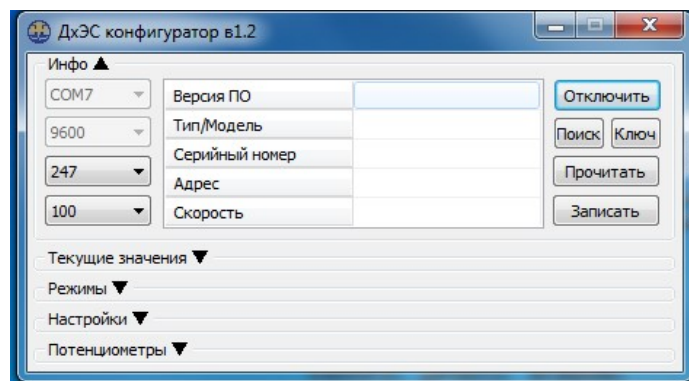 ДхЭС конфигуратор в1.2
Инфо ▲
COM7
9600
247
100
Версия ПО
Тип/Модель
Серийный номер
Адрес
Скорость
Отключить
Поиск Ключ
Прочитать
Записать
Текущие значения ▼
Режимы ▼
Настройки ▼
Потенциометры ▼